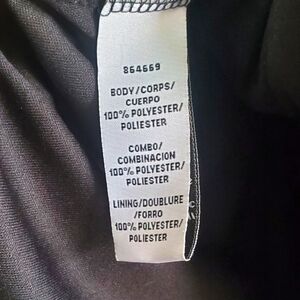 864669
BODY/CORPS/
CUERPO
100% POLYESTER/
POLIESTER
COMBO/
COMBINACION
100% POLYESTER/
POLIESTER
LINING/DOUBLURE
/FORRO
100% POLYESTER/
POLIESTER